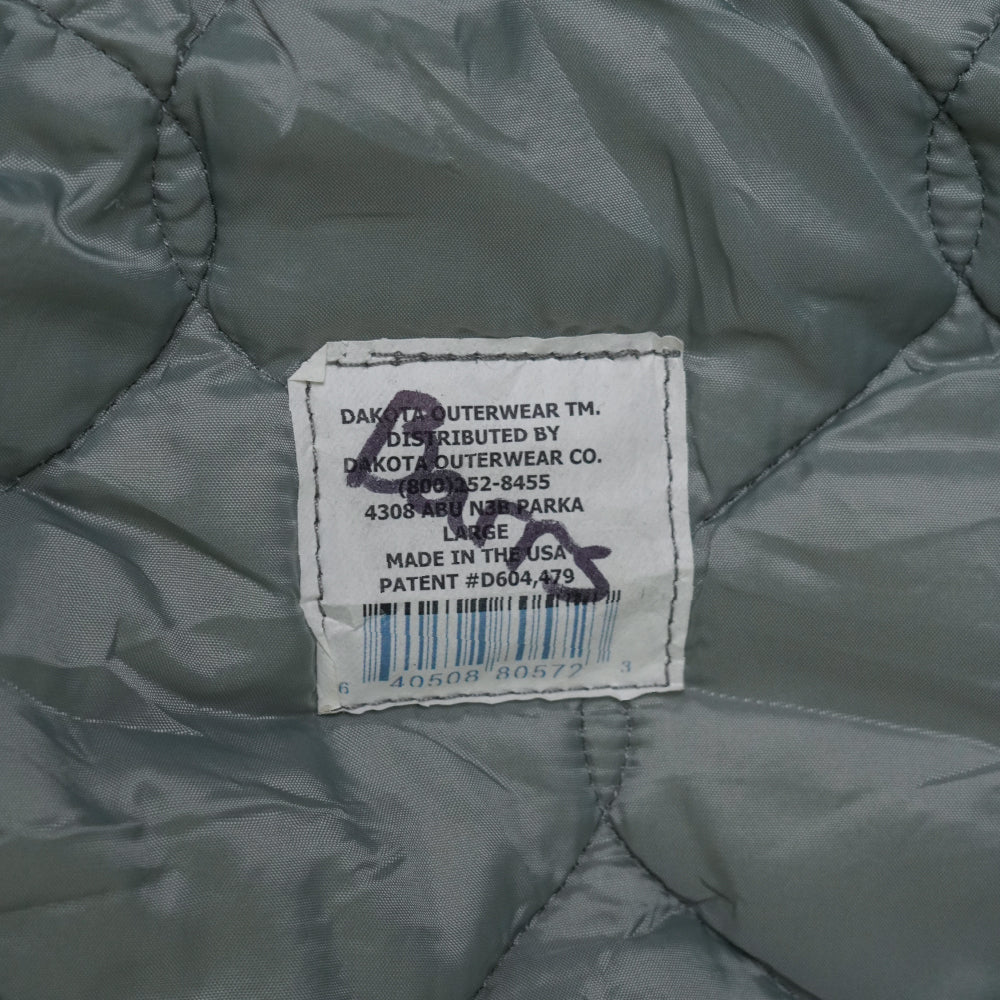 DAKOTA OUTERWEAR TM.
DISTRIBUTED BY
DAKOTA OUTERWEAR CO.
(800)252-8455
4308 ABU N3B PARKA
LARGE
MADE IN THE USA
PATENT #D604,479
6 40508 80572 3